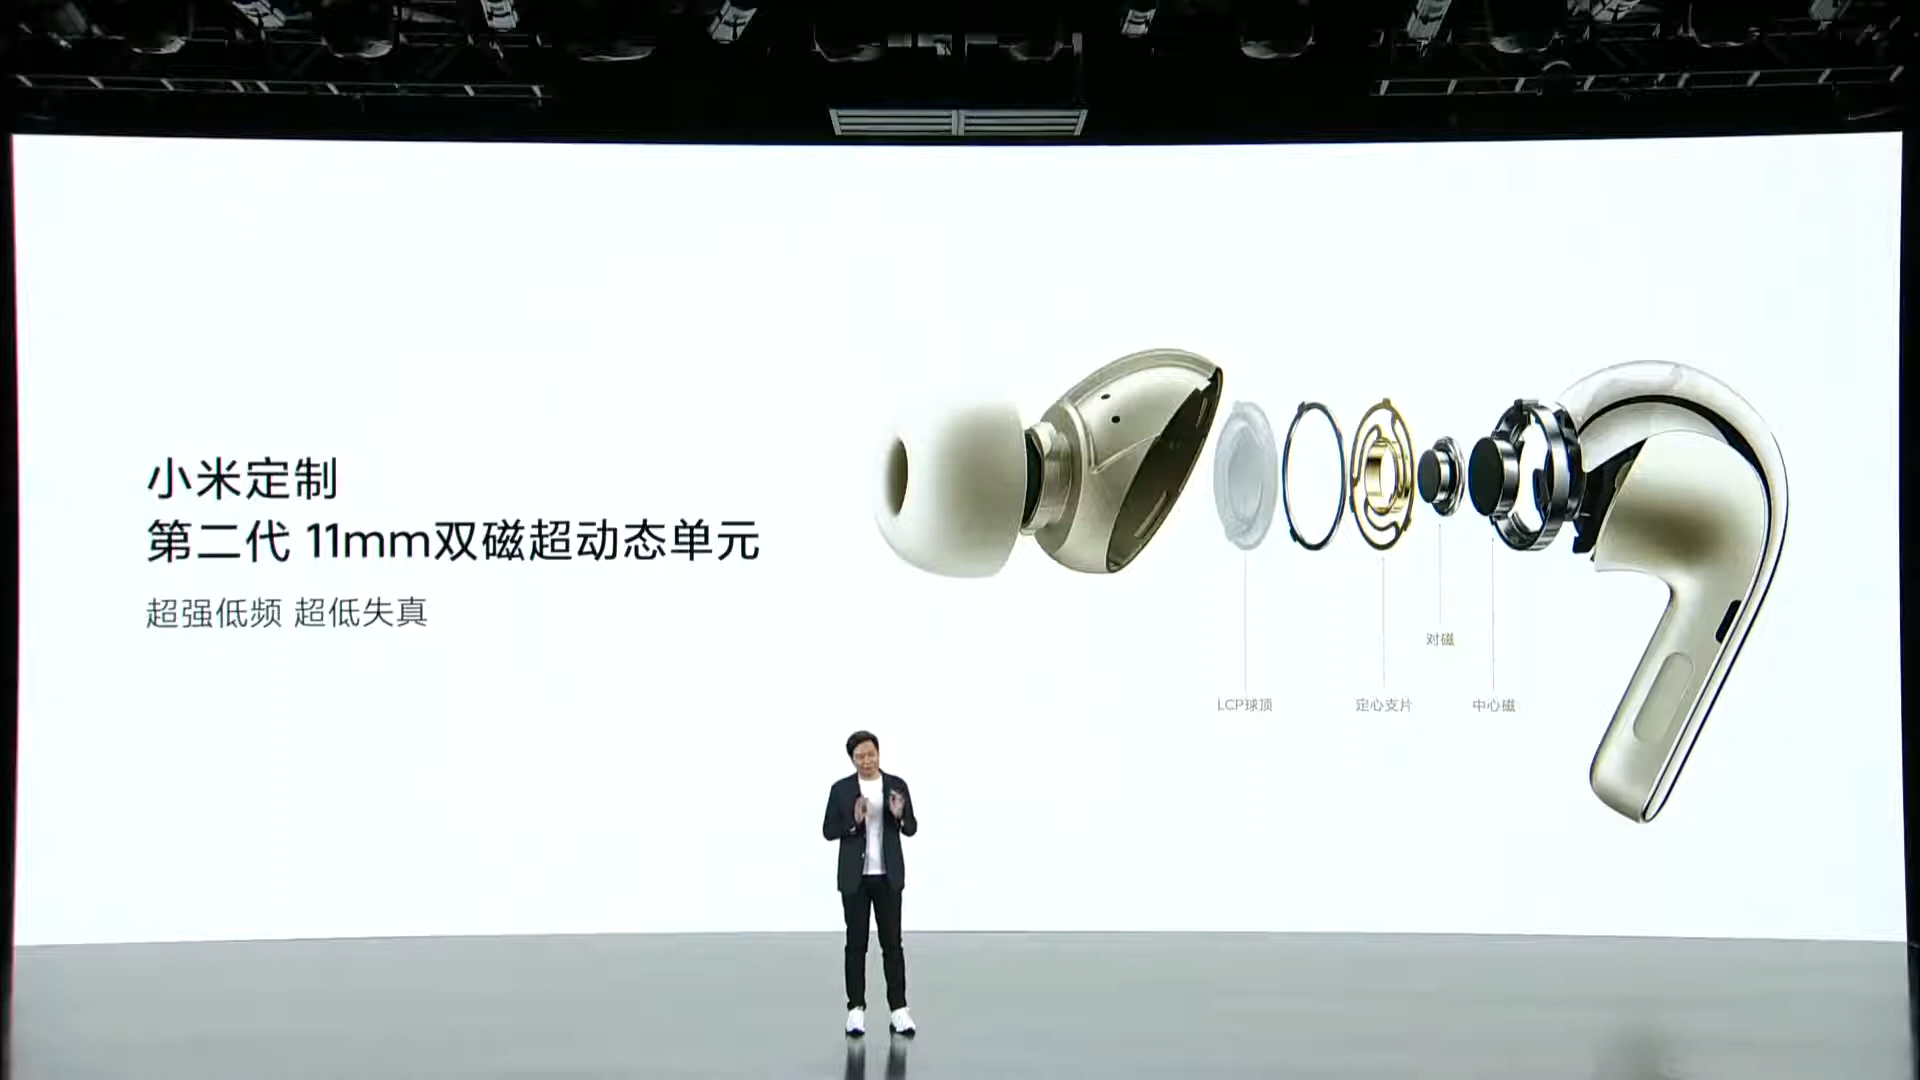 小米定制
第二代 11mm双磁超动态单元
超强低频 超低失真
对磁
LCP球顶
定心支片
中心磁